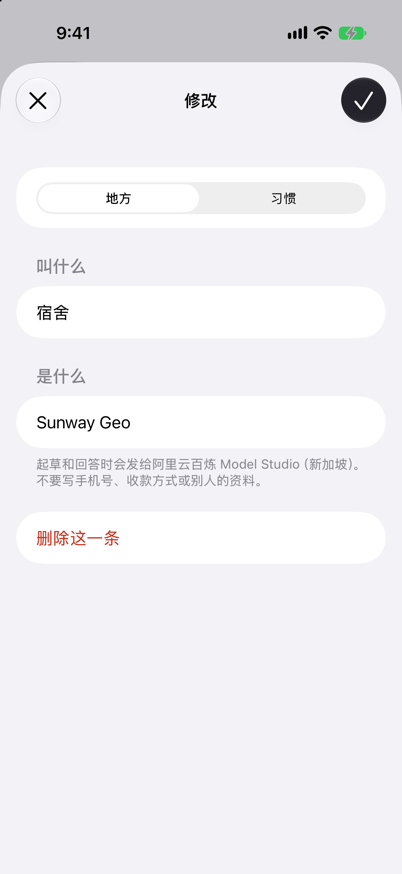 9:41
修改
地方
习惯
叫什么
宿舍
是什么
Sunway Geo
起草和回答时会发给阿里云百炼 Model Studio (新加坡)。
不要写手机号、收款方式或别人的资料。
删除这一条